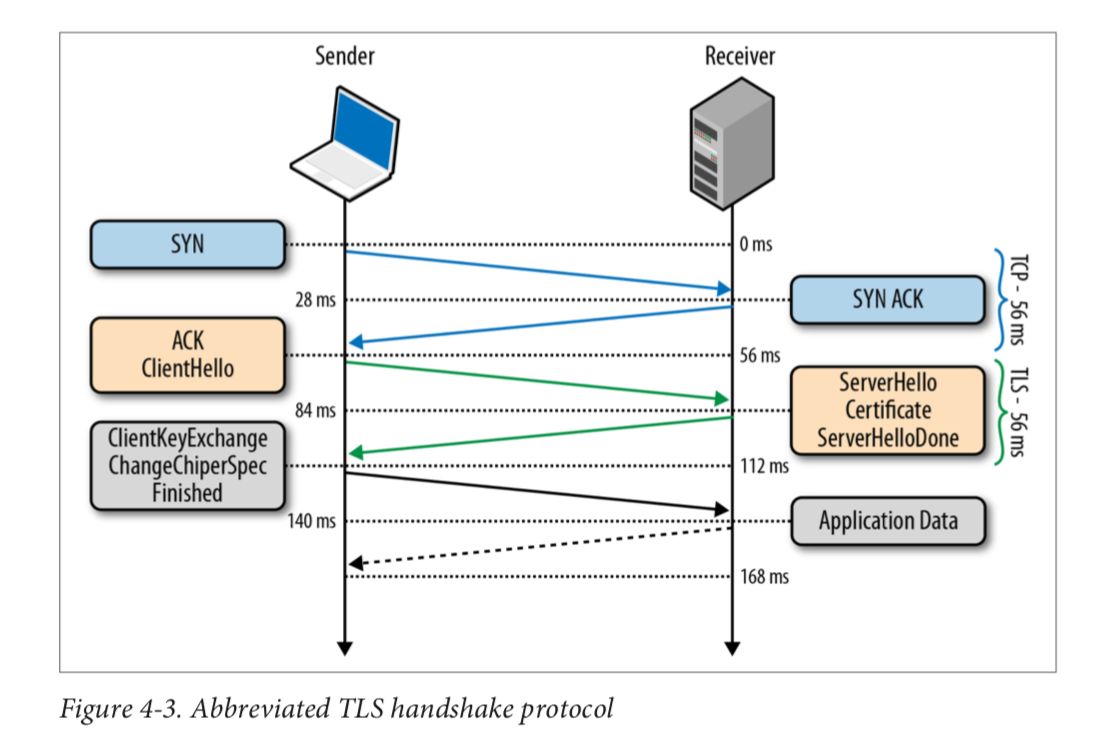 Sender
Receiver
SYN
0 ms
28 ms
SYN ACK
TCP - 56 ms
ACK
ClientHello
56 ms
84 ms
ServerHello
Certificate
ServerHelloDone
TLS - 56 ms
ClientKeyExchange
ChangeChiperSpec
Finished
112 ms
140 ms
Application Data
168 ms
Figure 4-3. Abbreviated TLS handshake protocol